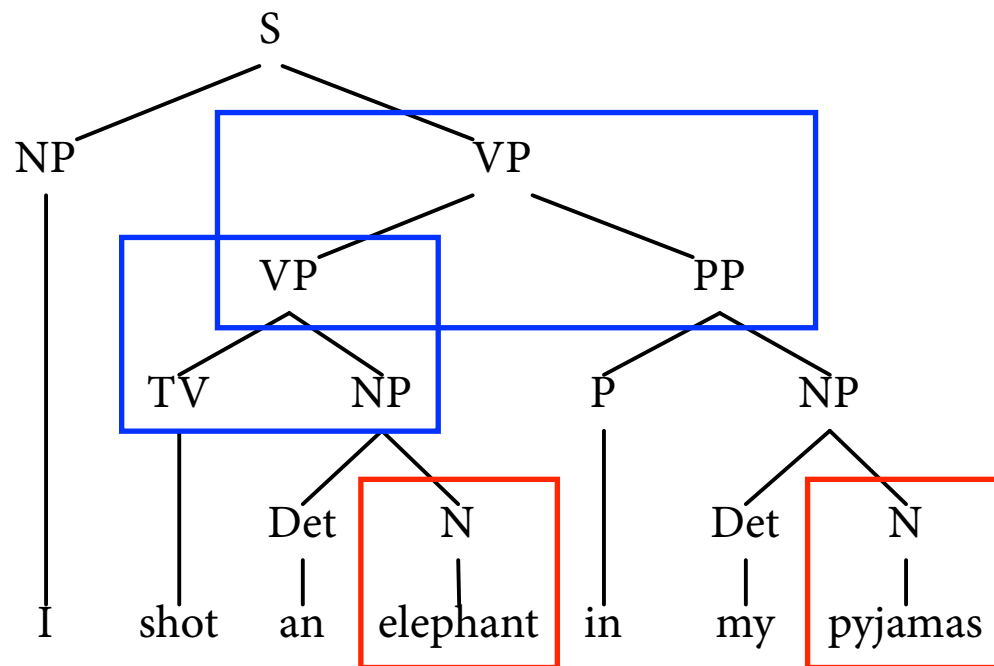 S
NP VP
VP PP
TV NP P NP
Det N Det N
I shot an elephant in my pyjamas